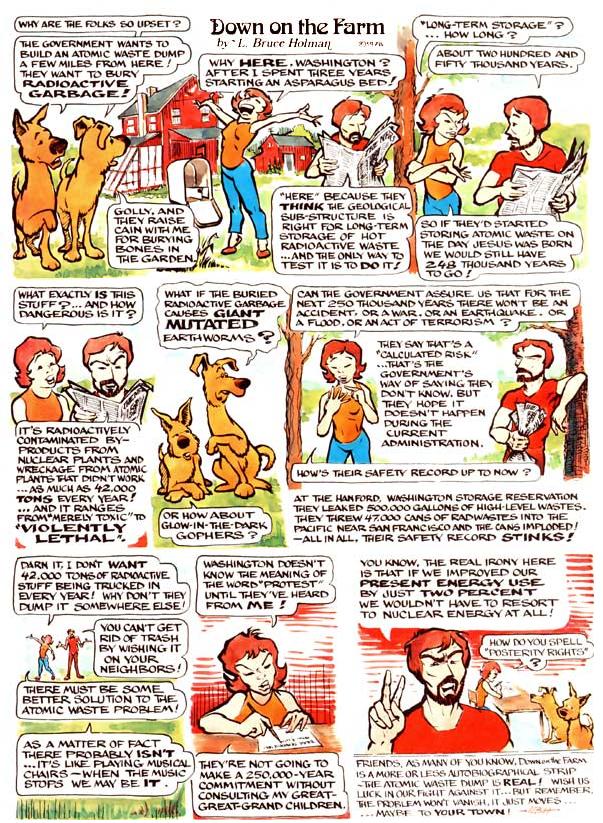 Down on the Farm
by L. Bruce Holman
WHY ARE THE FOLKS SO UPSET?
THE GOVERNMENT WANTS TO
BUILD AN ATOMIC WASTE DUMP
A FEW MILES FROM HERE!
THEY WANT TO BURY
RADIOACTIVE
GARBAGE!
GOLLY, AND
THEY RAISE
CAIN WITH ME
FOR BURYING
BONES IN
THE GARDEN.
WHY HERE, WASHINGTON?
AFTER I SPENT THREE YEARS
STARTING AN ASPARAGUS BED!
"HERE" BECAUSE THEY
THINK THE GEOLOGICAL
SUB-STRUCTURE IS
RIGHT FOR LONG-TERM
STORAGE OF HOT
RADIOACTIVE WASTE
...AND THE ONLY WAY TO
TEST IT IS TO DO IT!
"LONG-TERM STORAGE"?
... HOW LONG?
ABOUT TWO HUNDRED AND
FIFTY THOUSAND YEARS.
SO IF THEY'D STARTED
STORING ATOMIC WASTE ON
THE DAY JESUS WAS BORN
WE WOULD STILL HAVE
248 THOUSAND YEARS
TO GO!
WHAT EXACTLY IS THIS
STUFF?... AND HOW
DANGEROUS IS IT?
IT'S RADIOACTIVELY
CONTAMINATED BY-
PRODUCTS FROM
NUCLEAR PLANTS AND
WRECKAGE FROM ATOMIC
PLANTS THAT DIDN'T WORK
... AS MUCH AS 42,000
TONS EVERY YEAR!
... AND IT RANGES
FROM "MERELY TOXIC" TO
"VIOLENTLY
LETHAL".
WHAT IF THE BURIED
RADIOACTIVE GARBAGE
CAUSES GIANT
MUTATED
EARTHWORMS?
OR HOW ABOUT
GLOW-IN-THE-DARK
GOPHERS?
CAN THE GOVERNMENT ASSURE US THAT FOR THE
NEXT 250 THOUSAND YEARS THERE WON'T BE AN
ACCIDENT, OR A WAR, OR AN EARTHQUAKE, OR
A FLOOD, OR AN ACT OF TERRORISM?
THEY SAY THAT'S A
"CALCULATED RISK"
...THAT'S THE
GOVERNMENT'S
WAY OF SAYING THEY
DON'T KNOW, BUT
THEY HOPE IT
DOESN'T HAPPEN
DURING THE
CURRENT
ADMINISTRATION.
HOW'S THEIR SAFETY RECORD UP TO NOW?
AT THE HANFORD, WASHINGTON STORAGE RESERVATION
THEY LEAKED 500,000 GALLONS OF HIGH-LEVEL WASTES.
THEY THREW 47,000 CANS OF RADWASTES INTO THE
PACIFIC NEAR SAN FRANCISCO AND THE CANS IMPLODED!
—ALL IN ALL, THEIR SAFETY RECORD STINKS!
DARN IT, I DON'T WANT
42,000 TONS OF RADIOACTIVE
STUFF BEING TRUCKED IN
EVERY YEAR! WHY DON'T THEY
DUMP IT SOMEWHERE ELSE!
YOU CAN'T GET
RID OF TRASH
BY WISHING IT
ON YOUR
NEIGHBORS!
THERE MUST BE SOME
BETTER SOLUTION TO THE
ATOMIC WASTE PROBLEM!
AS A MATTER OF FACT
THERE PROBABLY ISN'T
...IT'S LIKE PLAYING MUSICAL
CHAIRS—WHEN THE MUSIC
STOPS WE MAY BE IT.
WASHINGTON DOESN'T
KNOW THE MEANING OF
THE WORD "PROTEST"
UNTIL THEY'VE HEARD
FROM ME!
THEY'RE NOT GOING TO
MAKE A 250,000-YEAR
COMMITMENT WITHOUT
CONSULTING MY GREAT-
GREAT-GRAND CHILDREN.
YOU KNOW, THE REAL IRONY HERE
IS THAT IF WE IMPROVED OUR
PRESENT ENERGY USE
BY JUST TWO PERCENT
WE WOULDN'T HAVE TO RESORT
TO NUCLEAR ENERGY AT ALL!
HOW DO YOU SPELL
"POSTERITY RIGHTS"
?
FRIENDS, AS MANY OF YOU KNOW, Down on the Farm
IS A MORE OR LESS AUTOBIOGRAPHICAL STRIP
—THE ATOMIC WASTE DUMP IS REAL! WISH US
LUCK IN OUR FIGHT AGAINST IT...BUT REMEMBER,
THE PROBLEM WON'T VANISH, IT JUST MOVES...
...MAYBE TO YOUR TOWN!